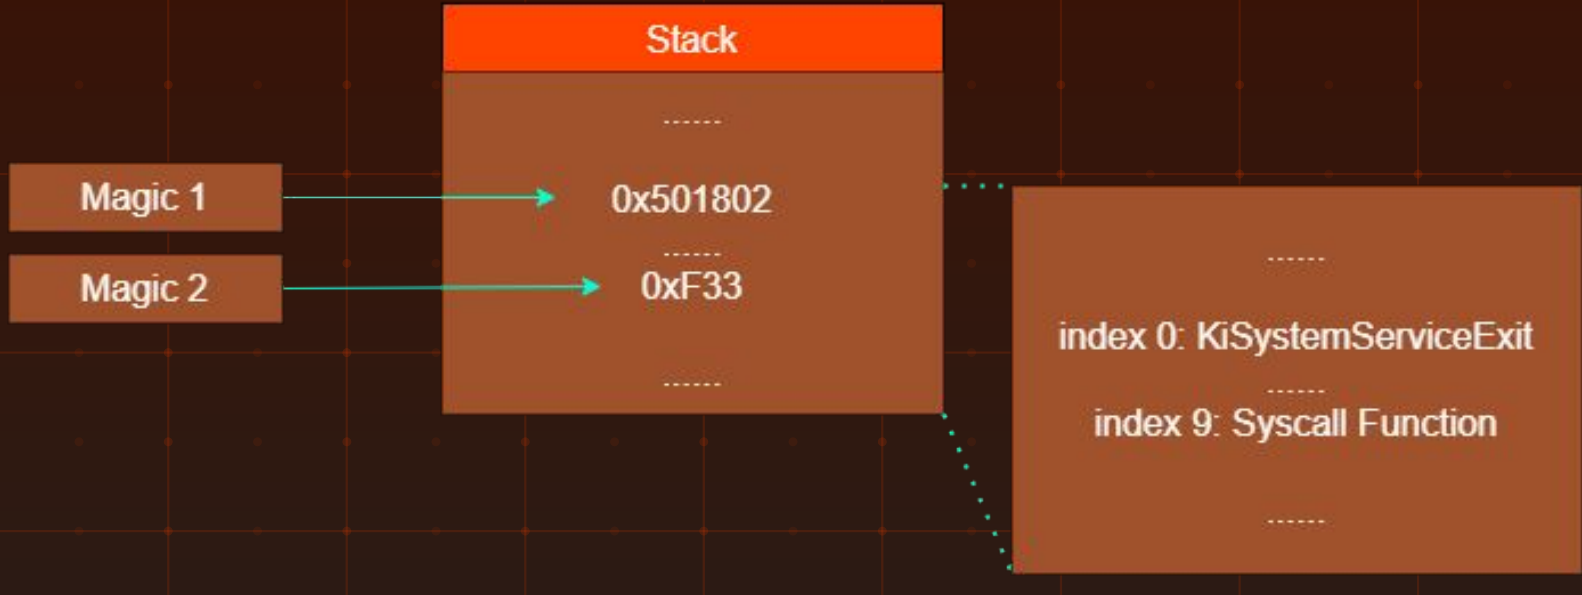 Stack
------
Magic 1
0x501802
------
Magic 2
0xF33
------
------
index 0: KiSystemServiceExit
------
index 9: Syscall Function
------